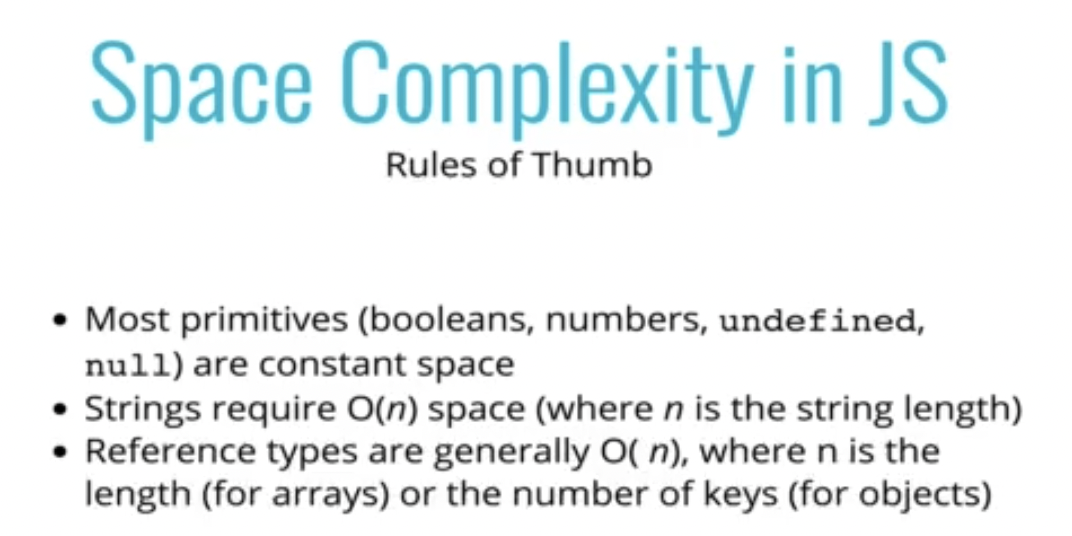 Space Complexity in JS
Rules of Thumb
• Most primitives (booleans, numbers, undefined,
null) are constant space
• Strings require O(n) space (where n is the string length)
• Reference types are generally O( n), where n is the
length (for arrays) or the number of keys (for objects)